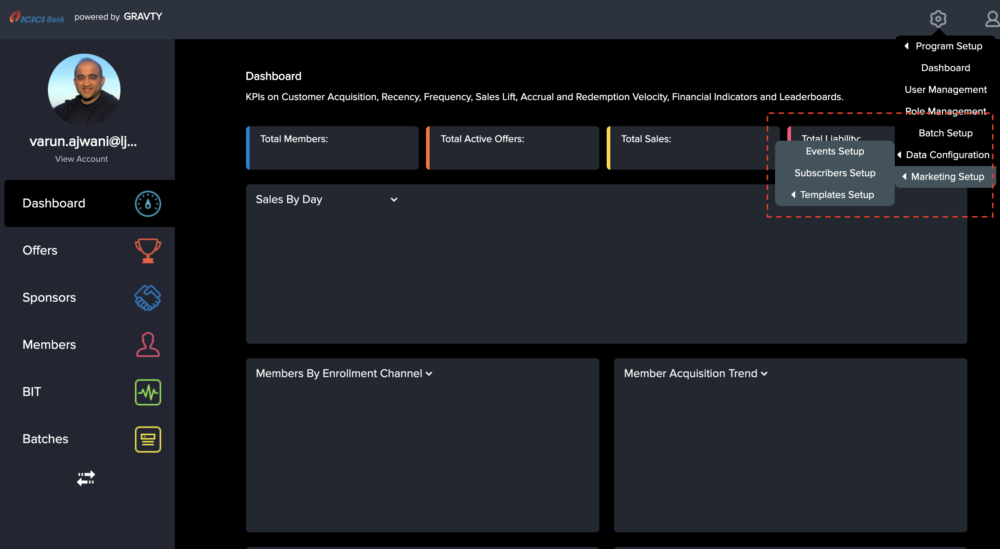 ICICI Bank powered by GRAVTY
varun.ajwani@lj...
View Account
Dashboard
Offers
Sponsors
Members
BIT
Batches
Dashboard
KPIs on Customer Acquisition, Recency, Frequency, Sales Lift, Accrual and Redemption Velocity, Financial Indicators and Leaderboards.
Total Members:
Total Active Offers:
Total Sales:
Total Liability:
Sales By Day
Members By Enrollment Channel
Member Acquisition Trend
Program Setup
Dashboard
User Management
Role Management
Batch Setup
Data Configuration
Marketing Setup
Events Setup
Subscribers Setup
Templates Setup